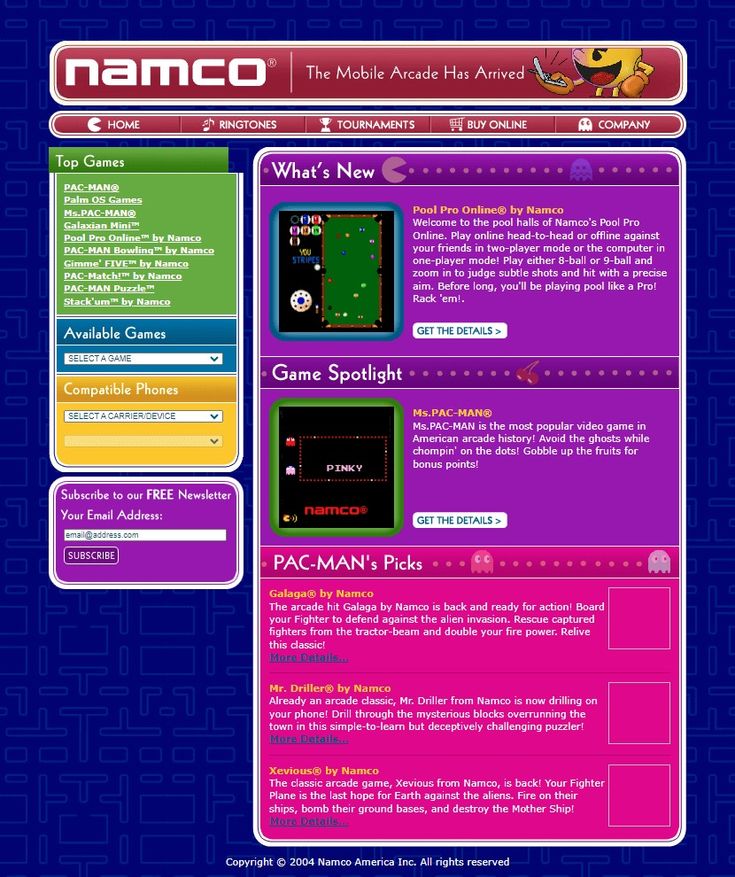 namco®
The Mobile Arcade Has Arrived
HOME
RINGTONES
TOURNAMENTS
BUY ONLINE
COMPANY
Top Games
PAC-MAN®
Palm OS Games
Ms.PAC-MAN®
Galaxian Mini™
Pool Pro Online™ by Namco
PAC-MAN Bowling™ by Namco
Gimme' FIVE™ by Namco
PAC-Match!™ by Namco
PAC-MAN Puzzle™
Stack'um™ by Namco
Available Games
SELECT A GAME
Compatible Phones
SELECT A CARRIER/DEVICE
Subscribe to our FREE Newsletter
Your Email Address:
email@address.com
SUBSCRIBE
What's New
YOU
STRIPES
Pool Pro Online® by Namco
Welcome to the pool halls of Namco's Pool Pro
Online. Play online head-to-head or offline against
your friends in two-player mode or the computer in
one-player mode! Play either 8-ball or 9-ball and
zoom in to judge subtle shots and hit with a precise
aim. Before long, you'll be playing pool like a Pro!
Rack 'em!.
GET THE DETAILS >
Game Spotlight
PINKY
namco®
Ms.PAC-MAN®
Ms.PAC-MAN is the most popular video game in
American arcade history! Avoid the ghosts while
chompin' on the dots! Gobble up the fruits for
bonus points!
GET THE DETAILS >
PAC-MAN's Picks
Galaga® by Namco
The arcade hit Galaga by Namco is back and ready for action! Board
your Fighter to defend against the alien invasion. Rescue captured
fighters from the tractor-beam and double your fire power. Relive
this classic!
More Details...
Mr. Driller® by Namco
Already an arcade classic, Mr. Driller from Namco is now drilling on
your phone! Drill through the mysterious blocks overrunning the
town in this simple-to-learn but deceptively challenging puzzler!
More Details...
Xevious® by Namco
The classic arcade game, Xevious from Namco, is back! Your Fighter
Plane is the last hope for Earth against the aliens. Fire on their
ships, bomb their ground bases, and destroy the Mother Ship!
More Details...
Copyright © 2004 Namco America Inc. All rights reserved